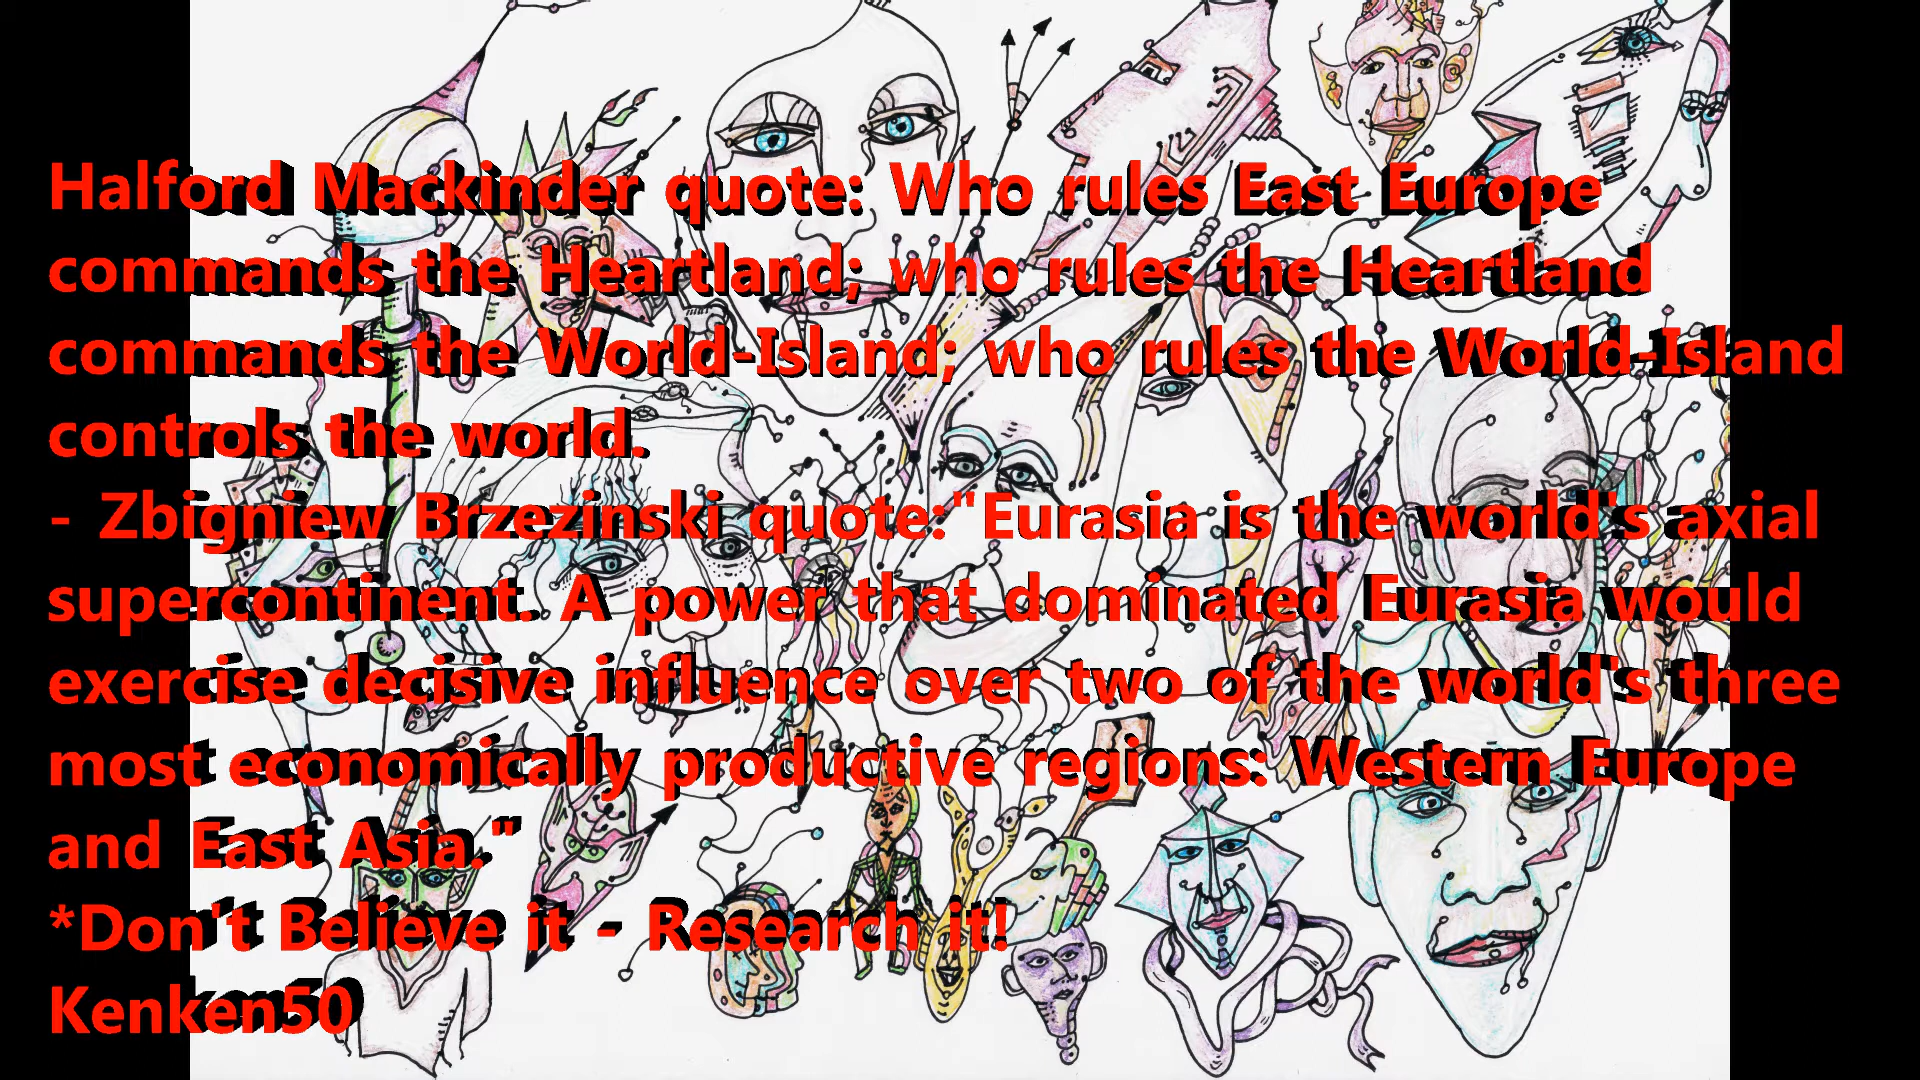 Halford Mackinder quote: Who rules East Europe
commands the Heartland; who rules the Heartland
commands the World-Island; who rules the World-Island
controls the world.
- Zbigniew Brzezinski quote:"Eurasia is the world's axial
supercontinent. A power that dominated Eurasia would
exercise decisive influence over two of the world's three
most economically productive regions: Western Europe
and East Asia."
*Don't Believe it - Research it!
Kenken50